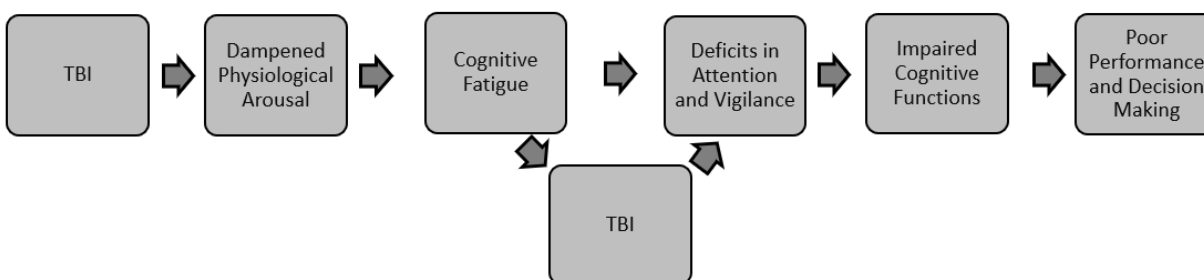 TBI
Dampened
Physiological
Arousal
Cognitive
Fatigue
Deficits in
Attention
and Vigilance
Impaired
Cognitive
Functions
Poor
Performance
and Decision
Making
TBI